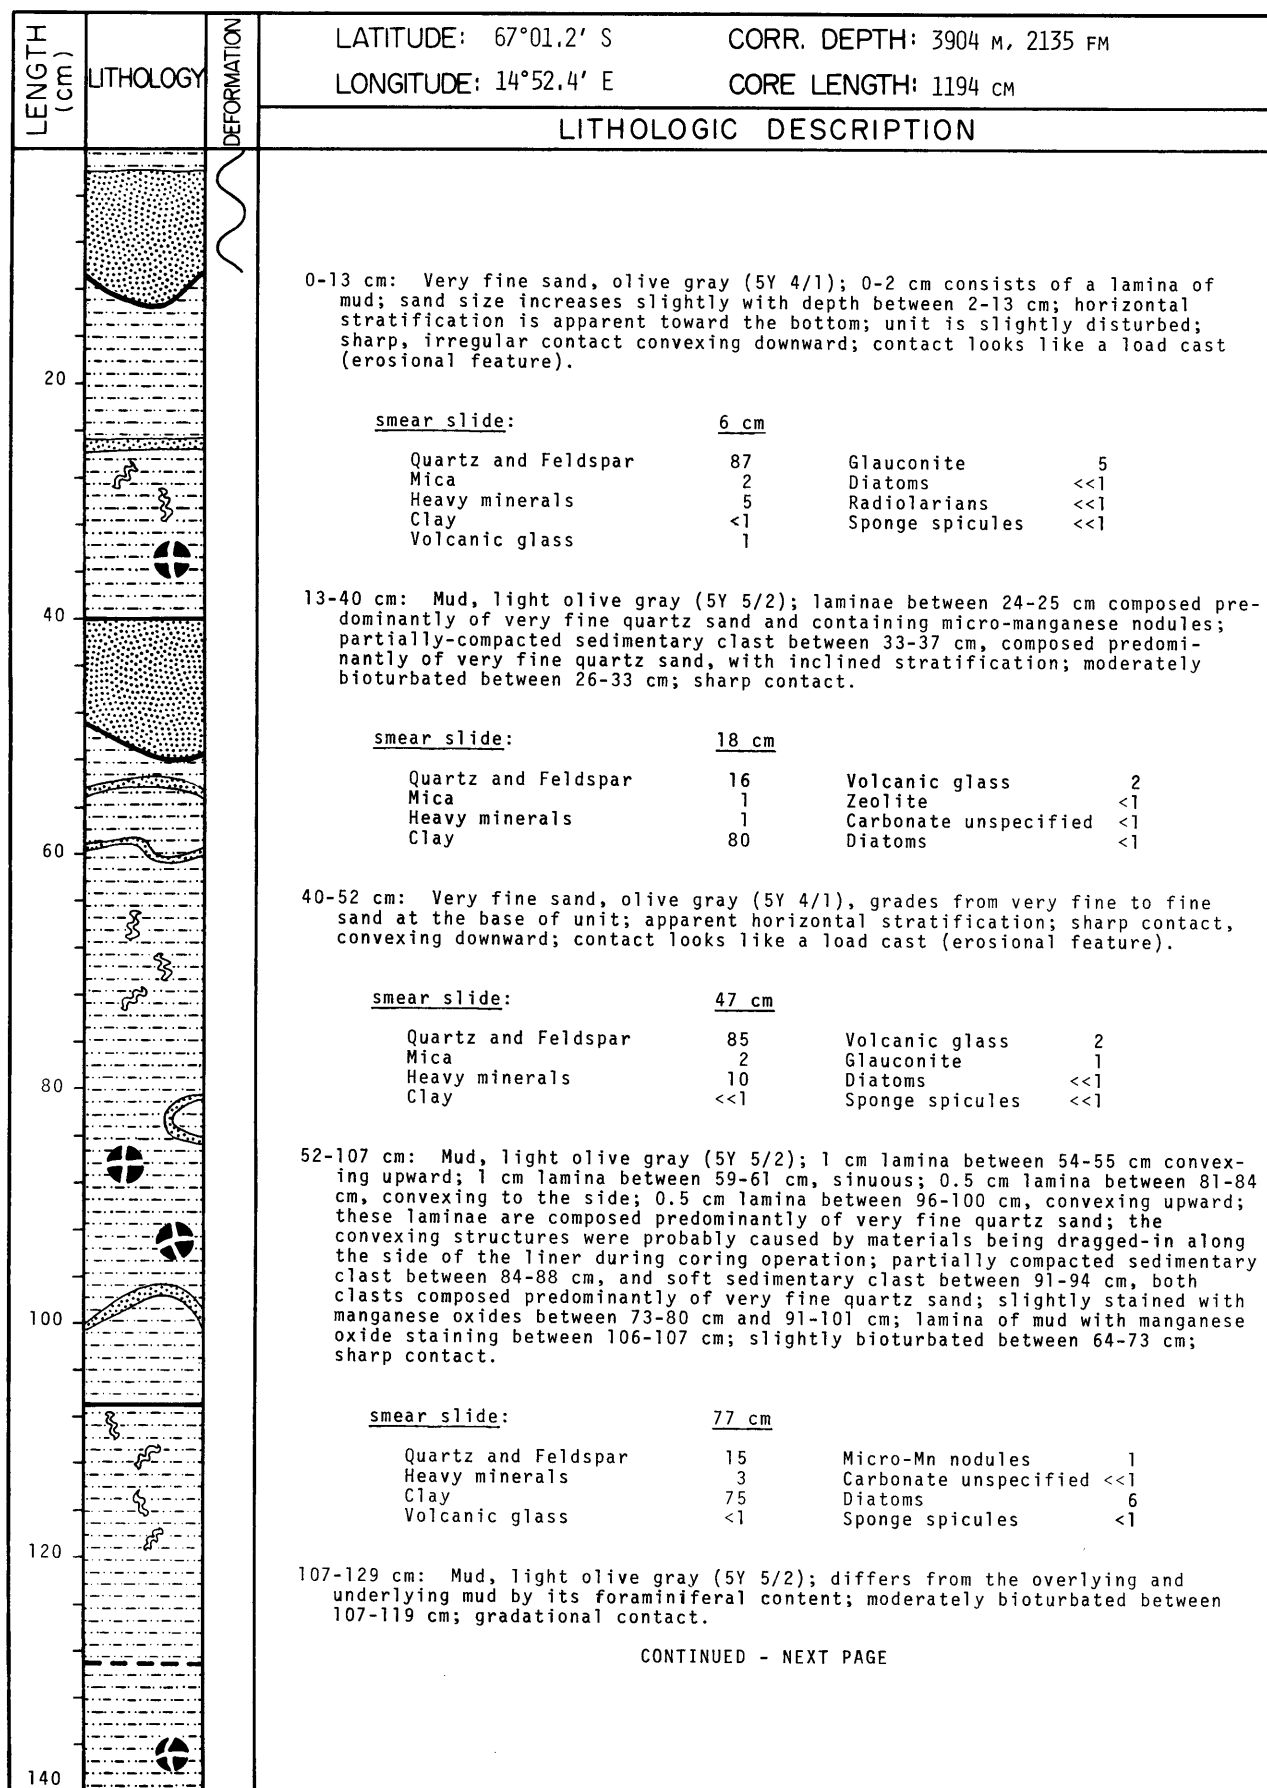 LENGTH (cm)
LITHOLOGY
DEFORMATION
LATITUDE: 67°01.2' S CORR. DEPTH: 3904 M, 2135 FM
LONGITUDE: 14°52.4' E CORE LENGTH: 1194 CM
LITHOLOGIC DESCRIPTION
0-13 cm: Very fine sand, olive gray (5Y 4/1); 0-2 cm consists of a lamina of
mud; sand size increases slightly with depth between 2-13 cm; horizontal
stratification is apparent toward the bottom; unit is slightly disturbed;
sharp, irregular contact convexing downward; contact looks like a load cast
(erosional feature).
20
smear slide: 6 cm
Quartz and Feldspar 87 Glauconite 5
Mica 2 Diatoms <<1
Heavy minerals 5 Radiolarians <<1
Clay <1 Sponge spicules <<1
Volcanic glass 1
13-40 cm: Mud, light olive gray (5Y 5/2); laminae between 24-25 cm composed pre-
40
dominantly of very fine quartz sand and containing micro-manganese nodules;
partially-compacted sedimentary clast between 33-37 cm, composed predomi-
nantly of very fine quartz sand, with inclined stratification; moderately
bioturbated between 26-33 cm; sharp contact.
smear slide: 18 cm
Quartz and Feldspar 16 Volcanic glass 2
Mica 1 Zeolite <1
Heavy minerals 1 Carbonate unspecified <1
Clay 80 Diatoms <1
60
40-52 cm: Very fine sand, olive gray (5Y 4/1), grades from very fine to fine
sand at the base of unit; apparent horizontal stratification; sharp contact,
convexing downward; contact looks like a load cast (erosional feature).
smear slide: 47 cm
Quartz and Feldspar 85 Volcanic glass 2
Mica 2 Glauconite 1
Heavy minerals 10 Diatoms <<1
80
Clay <<1 Sponge spicules <<1
52-107 cm: Mud, light olive gray (5Y 5/2); 1 cm lamina between 54-55 cm convex-
ing upward; 1 cm lamina between 59-61 cm, sinuous; 0.5 cm lamina between 81-84
cm, convexing to the side; 0.5 cm lamina between 96-100 cm, convexing upward;
these laminae are composed predominantly of very fine quartz sand; the
convexing structures were probably caused by materials being dragged-in along
the side of the liner during coring operation; partially compacted sedimentary
clast between 84-88 cm, and soft sedimentary clast between 91-94 cm, both
clasts composed predominantly of very fine quartz sand; slightly stained with
100
manganese oxides between 73-80 cm and 91-101 cm; lamina of mud with manganese
oxide staining between 106-107 cm; slightly bioturbated between 64-73 cm;
sharp contact.
smear slide: 77 cm
Quartz and Feldspar 15 Micro-Mn nodules 1
Heavy minerals 3 Carbonate unspecified <<1
Clay 75 Diatoms 6
Volcanic glass <1 Sponge spicules <1
120
107-129 cm: Mud, light olive gray (5Y 5/2); differs from the overlying and
underlying mud by its foraminiferal content; moderately bioturbated between
107-119 cm; gradational contact.
CONTINUED - NEXT PAGE
140